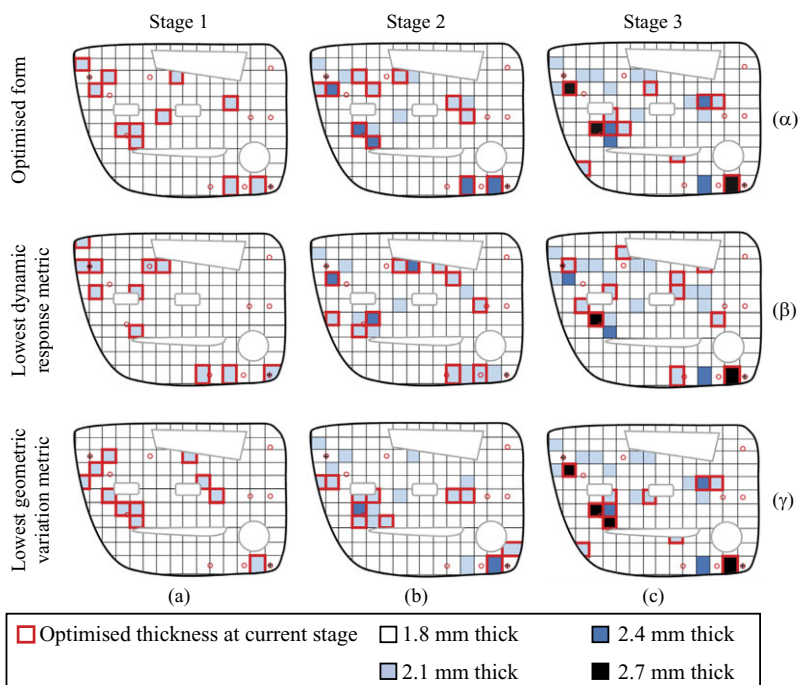 Stage 1
Stage 2
Stage 3
Optimised form
(α)
Lowest dynamic
response metric
(β)
Lowest geometric
variation metric
(γ)
(a)
(b)
(c)
Optimised thickness at current stage
1.8 mm thick
2.4 mm thick
2.1 mm thick
2.7 mm thick